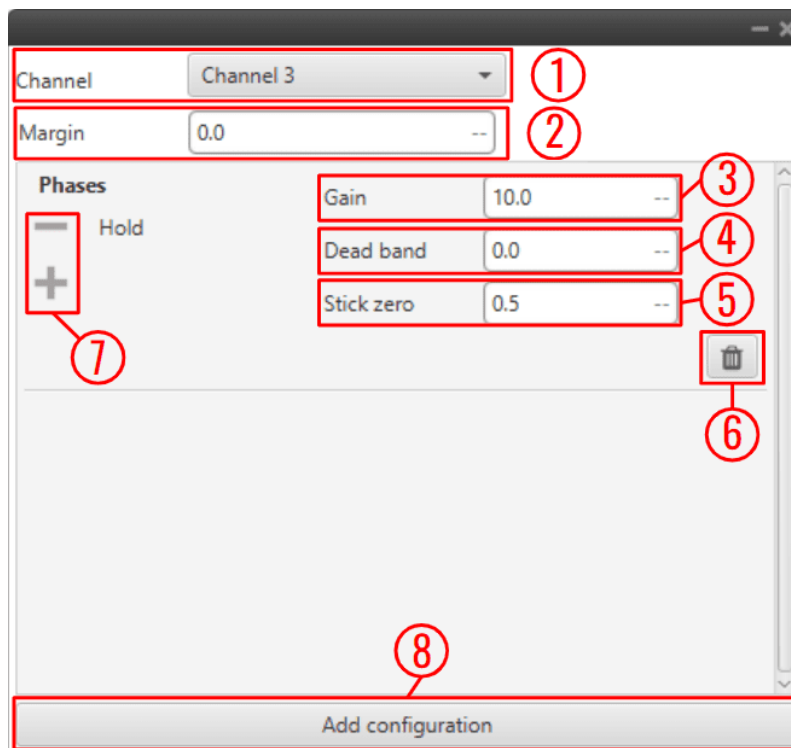 Channel Channel 3 1
Margin 0.0 -- 2
Phases
Gain 10.0 -- 3
Hold
Dead band 0.0 -- 4
Stick zero 0.5 -- 5
7
6
8
Add configuration